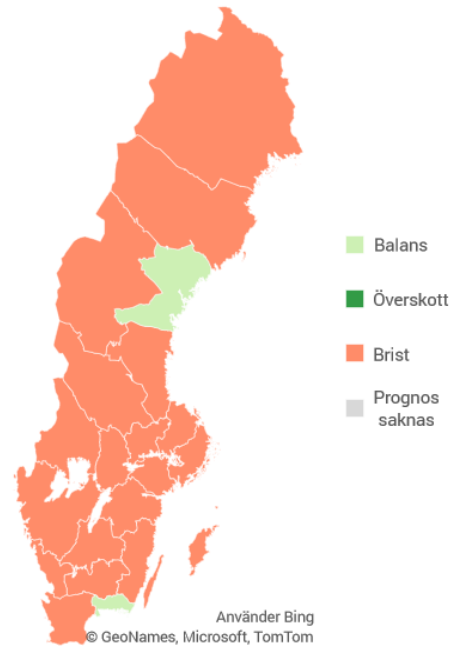 Balans
Överskott
Brist
Prognos
saknas
Använder Bing
© GeoNames, Microsoft, TomTom